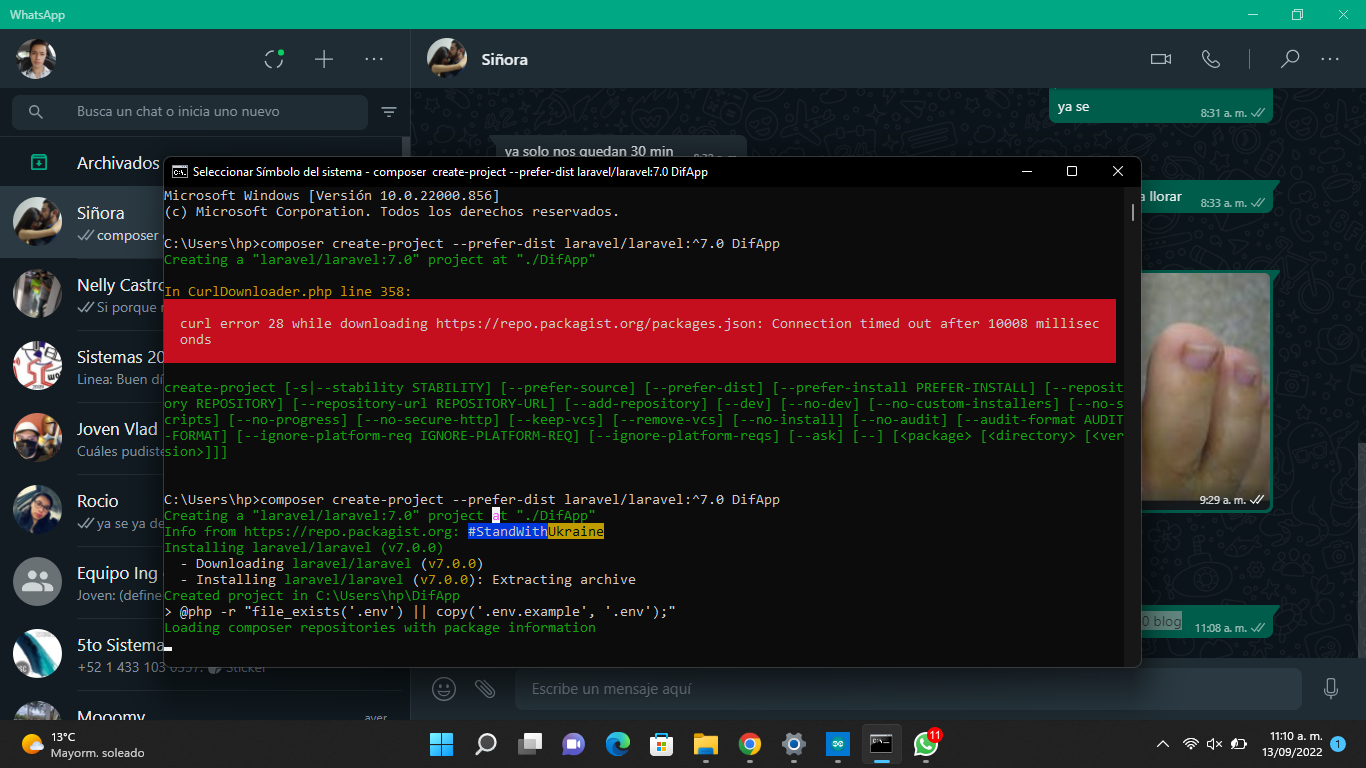 WhatsApp
Siñora
Busca un chat o inicia uno nuevo
ya se
8:31 a. m.
ya solo nos quedan 30 min
Archivados
Seleccionar Símbolo del sistema - composer create-project --prefer-dist laravel/laravel:7.0 DifApp
Microsoft Windows [Versión 10.0.22000.856]
(c) Microsoft Corporation. Todos los derechos reservados.
C:\Users\hp>composer create-project --prefer-dist laravel/laravel:^7.0 DifApp
Creating a "laravel/laravel:7.0" project at "./DifApp"
In CurlDownloader.php line 358:
curl error 28 while downloading https://repo.packagist.org/packages.json: Connection timed out after 10008 millisec
onds
create-project [-s|--stability STABILITY] [--prefer-source] [--prefer-dist] [--prefer-install PREFER-INSTALL] [--reposit
ory REPOSITORY] [--repository-url REPOSITORY-URL] [--add-repository] [--dev] [--no-dev] [--no-custom-installers] [--no-s
cripts] [--no-progress] [--no-secure-http] [--keep-vcs] [--remove-vcs] [--no-install] [--no-audit] [--audit-format AUDIT
-FORMAT] [--ignore-platform-req IGNORE-PLATFORM-REQ] [--ignore-platform-reqs] [--ask] [--] [<package> [<directory> [<ver
sion>]]]
C:\Users\hp>composer create-project --prefer-dist laravel/laravel:^7.0 DifApp
Creating a "laravel/laravel:7.0" project at "./DifApp"
Info from https://repo.packagist.org: #StandWithUkraine
Installing laravel/laravel (v7.0.0)
- Downloading laravel/laravel (v7.0.0)
- Installing laravel/laravel (v7.0.0): Extracting archive
Created project in C:\Users\hp\DifApp
> @php -r "file_exists('.env') || copy('.env.example', '.env');"
Loading composer repositories with package information
Siñora
composer
Nelly Castro
Si porque
Sistemas 20
Linea: Buen dí
Joven Vlad
Cuáles pudiste
Rocio
ya se ya de
Equipo Ing
Joven: (define
5to Sistema
+52 1 433 103 0557: Sticker
Mooomy
ayer
llorar
8:33 a. m.
9:29 a. m.
0 blog
11:08 a. m.
Escribe un mensaje aquí
13°C
Mayorm. soleado
11
11:10 a. m.
13/09/2022
1